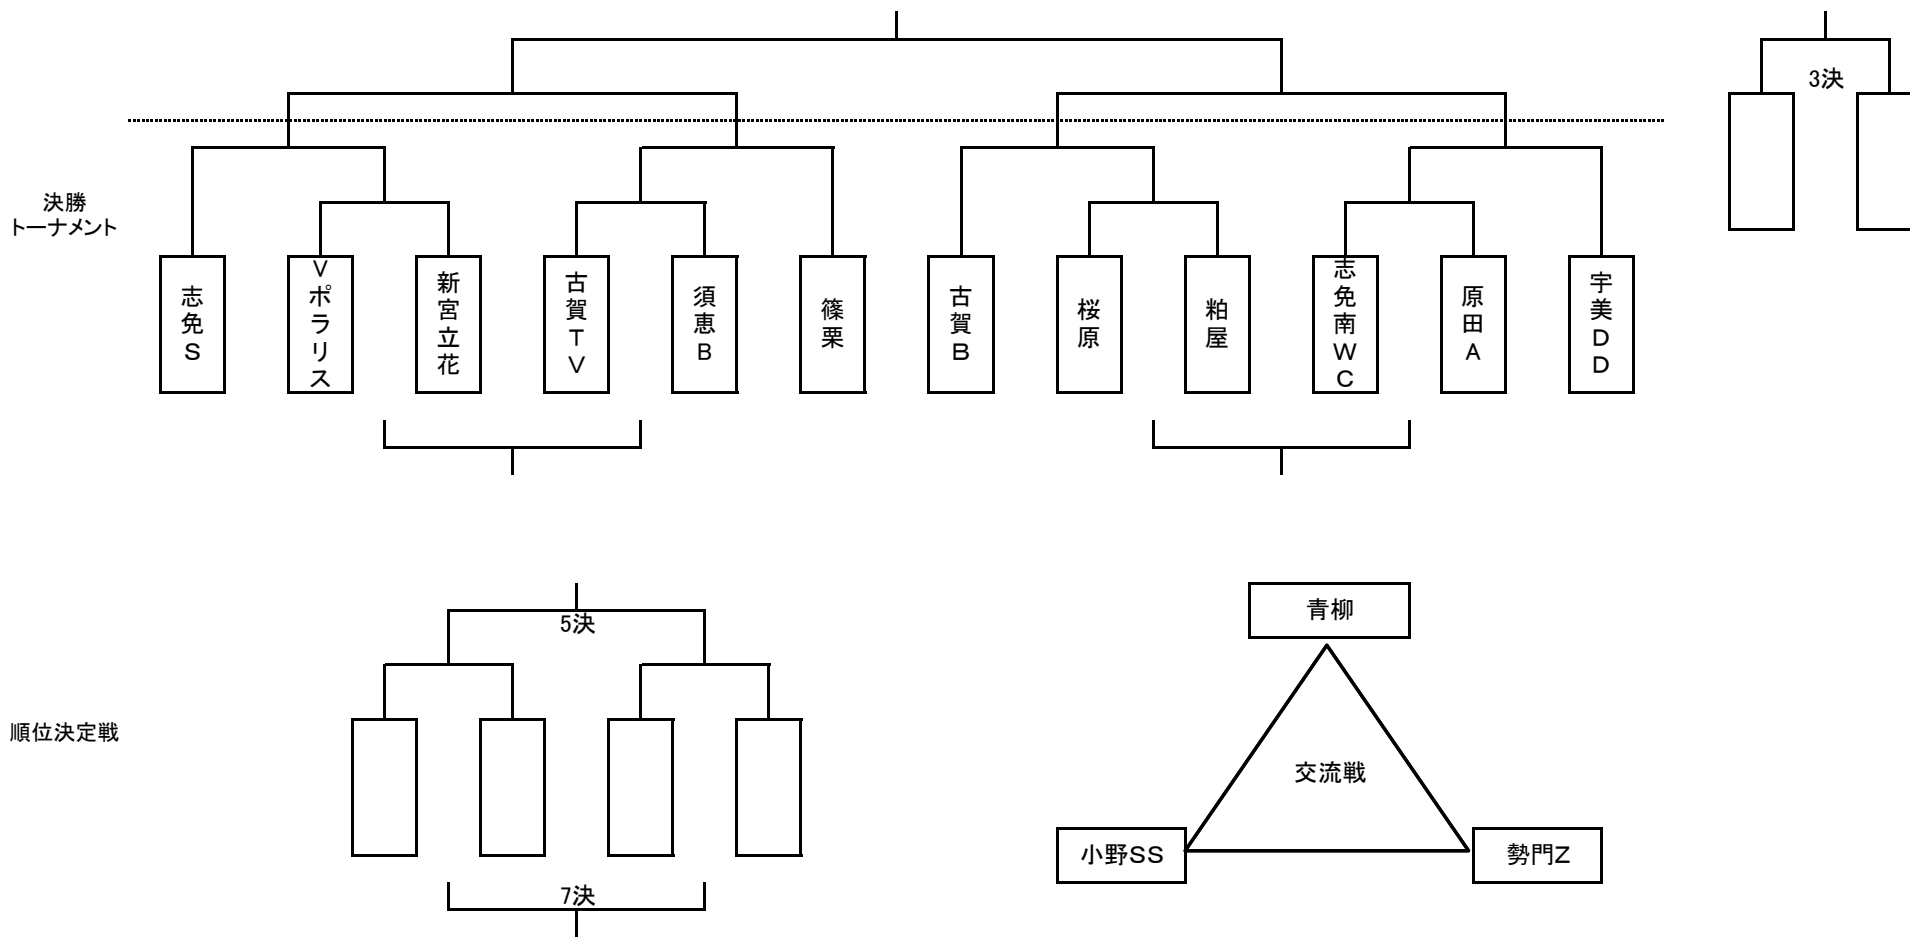 3決
決勝
トーナメント
志免S
Vポラリス
新宮立花
古賀TV
須恵B
篠栗
古賀B
桜原
粕屋
志免南WC
原田A
宇美DD
5決
順位決定戦
7決
青柳
交流戦
小野SS
勢門Z